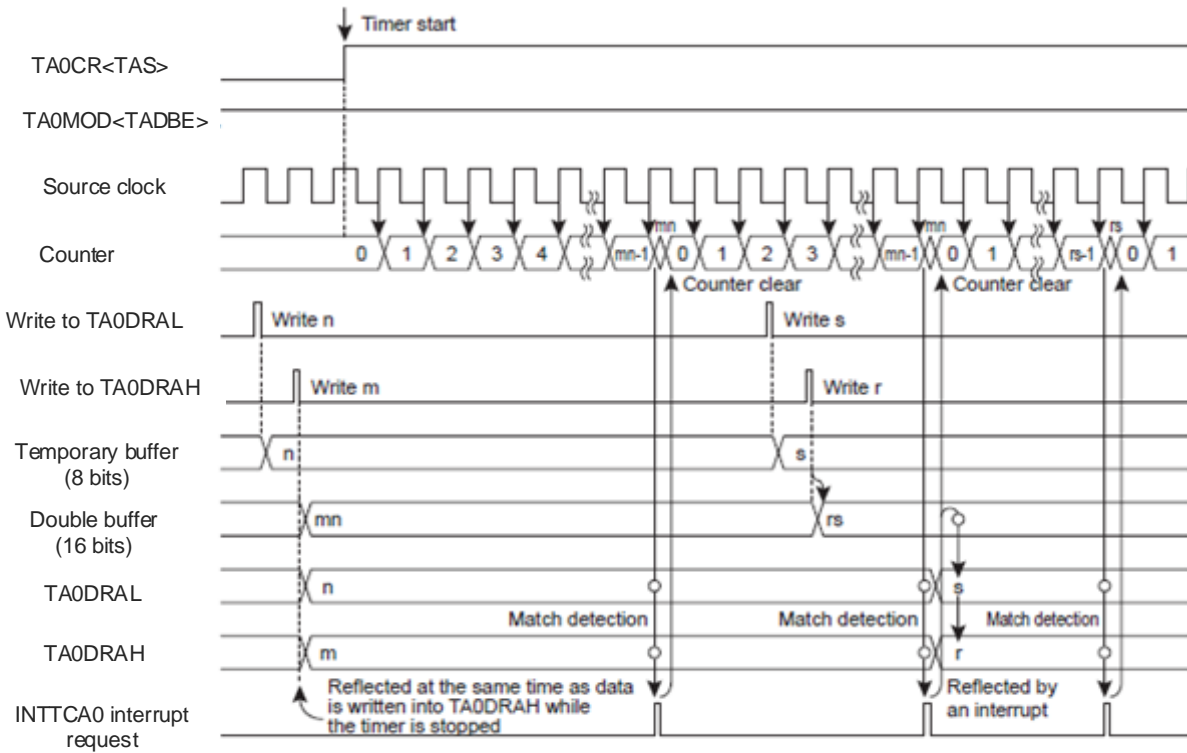 Timer start
TA0CR<TAS>
TA0MOD<TADBE>
Source clock
mn mn rs
Counter 0 1 2 3 4 mn-1 0 1 2 3 mn-1 0 1 rs-1 0 1
Counter clear Counter clear
Write to TA0DRAL Write n Write s
Write to TA0DRAH Write m Write r
Temporary buffer n s
(8 bits)
Double buffer mn rs
(16 bits)
TA0DRAL n s
Match detection Match detection Match detection
TA0DRAH m r
Reflected at the same time as data
is written into TA0DRAH while
the timer is stopped
Reflected by
an interrupt
INTTCA0 interrupt
request